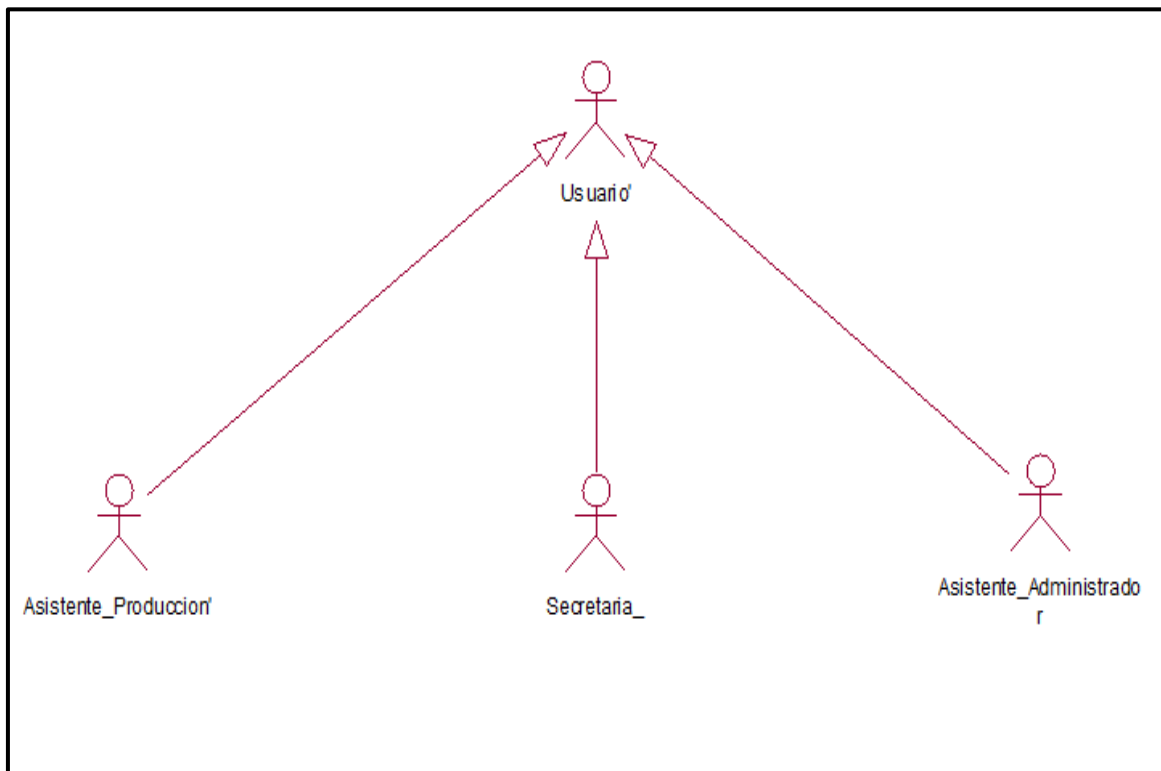 Usuario'
Asistente_Produccion'
Secretaria_
Asistente_Administrado
r